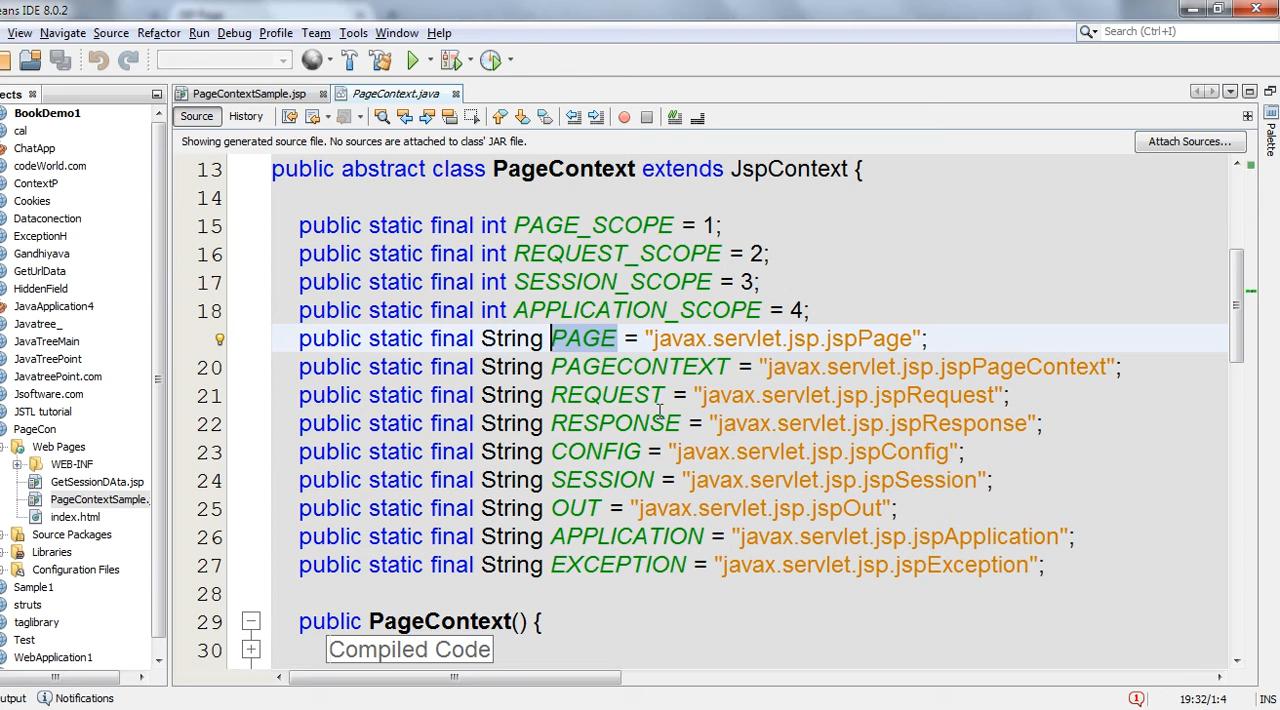 eans IDE 8.0.2
View Navigate Source Refactor Run Debug Profile Team Tools Window Help
Search (Ctrl+I)
ects
PageContextSample.jsp PageContext.java
Source History
Showing generated source file. No sources are attached to class' JAR file.
Attach Sources...
Palette
BookDemo1
cal
ChatApp
codeWorld.com
ContextP
Cookies
Dataconnection
ExceptionH
Gandhiyava
GetUrlData
HiddenField
JavaApplication4
Javatree_
JavaTreeMain
JavatreePoint
JavatreePoint.com
Jsoftware.com
JSTL tutorial
PageCon
Web Pages
WEB-INF
GetSessionDAta.jsp
PageContextSample.
index.html
Source Packages
Libraries
Configuration Files
Sample1
struts
taglibrary
Test
WebApplication1
13 public abstract class PageContext extends JspContext {
14
15 public static final int PAGE_SCOPE = 1;
16 public static final int REQUEST_SCOPE = 2;
17 public static final int SESSION_SCOPE = 3;
18 public static final int APPLICATION_SCOPE = 4;
public static final String PAGE = "javax.servlet.jsp.jspPage";
20 public static final String PAGECONTEXT = "javax.servlet.jsp.jspPageContext";
21 public static final String REQUEST = "javax.servlet.jsp.jspRequest";
22 public static final String RESPONSE = "javax.servlet.jsp.jspResponse";
23 public static final String CONFIG = "javax.servlet.jsp.jspConfig";
24 public static final String SESSION = "javax.servlet.jsp.jspSession";
25 public static final String OUT = "javax.servlet.jsp.jspOut";
26 public static final String APPLICATION = "javax.servlet.jsp.jspApplication";
27 public static final String EXCEPTION = "javax.servlet.jsp.jspException";
28
29 public PageContext() {
30 Compiled Code
utput Notifications
1
19:32/1:4 INS